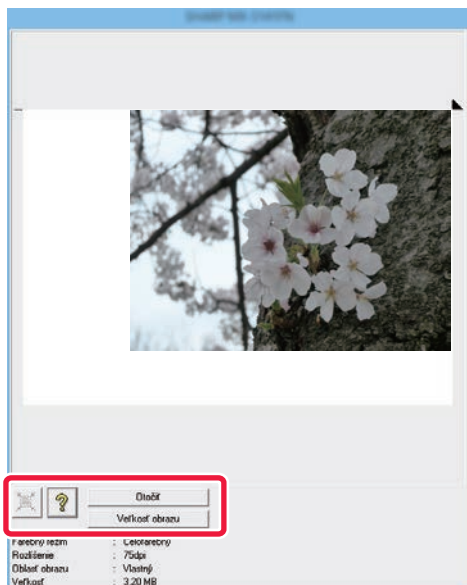 ?
Otočiť
Veľkosť obrazu
Farebný režim : Celofarebný
Rozlíšenie : 75dpi
Oblasť obrazu : Vlastný
Veľkosť : 3.20 MB